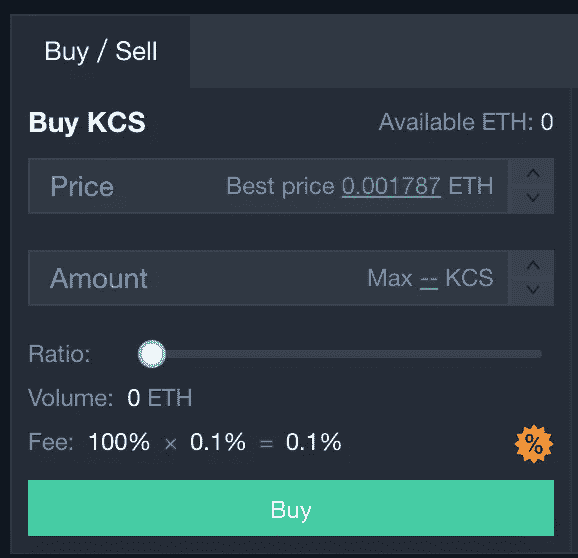 Buy / Sell
Buy KCS Available ETH: 0
Price Best price 0.001787 ETH
Amount Max -- KCS
Ratio:
Volume: 0 ETH
Fee: 100% × 0.1% = 0.1% %
Buy